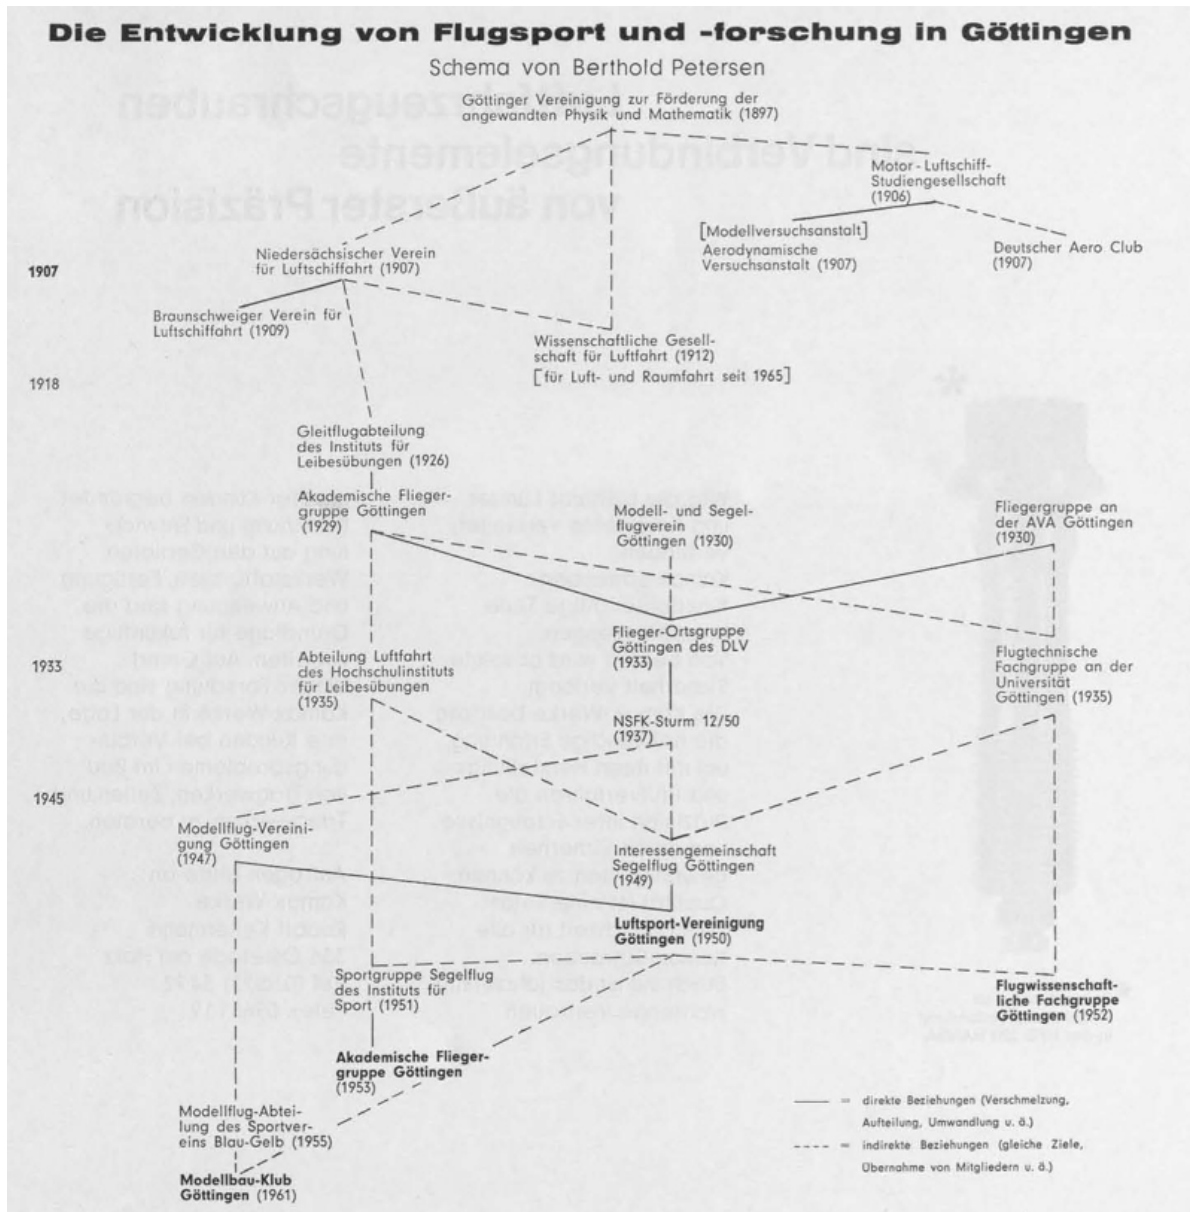 Die Entwicklung von Flugsport und -forschung in Göttingen
Schema von Berthold Petersen
Göttinger Vereinigung zur Förderung der
angewandten Physik und Mathematik (1897)
Motor-Luftschiff-
Studiengesellschaft
(1906)
[Modellversuchsanstalt]
Aerodynamische
Versuchsanstalt (1907)
Deutscher Aero Club
(1907)
1907
Niedersächsischer Verein
für Luftschiffahrt (1907)
Braunschweiger Verein für
Luftschiffahrt (1909)
Wissenschaftliche Gesell-
schaft für Luftfahrt (1912)
[für Luft- und Raumfahrt seit 1965]
1918
Gleitflugabteilung
des Instituts für
Leibesübungen (1926)
Akademische Flieger-
gruppe Göttingen
(1929)
Modell- und Segel-
flugverein
Göttingen (1930)
Fliegergruppe an
der AVA Göttingen
(1930)
Flieger-Ortsgruppe
Göttingen des DLV
(1933)
1933
Abteilung Luftfahrt
des Hochschulinstituts
für Leibesübungen
(1935)
Flugtechnische
Fachgruppe an der
Universität
Göttingen (1935)
NSFK-Sturm 12/50
(1937)
1945
Modellflug-Vereini-
gung Göttingen
(1947)
Interessengemeinschaft
Segelflug Göttingen
(1949)
Luftsport-Vereinigung
Göttingen (1950)
Sportgruppe Segelflug
des Instituts für
Sport (1951)
Flugwissenschaft-
liche Fachgruppe
Göttingen (1952)
Akademische Flieger-
gruppe Göttingen
(1953)
Modellflug-Abtei-
lung des Sportver-
eins Blau-Gelb (1955)
Modellbau-Klub
Göttingen (1961)
= direkte Beziehungen (Verschmelzung,
Aufteilung, Umwandlung u. ä.)
= indirekte Beziehungen (gleiche Ziele,
Übernahme von Mitgliedern u. ä.)